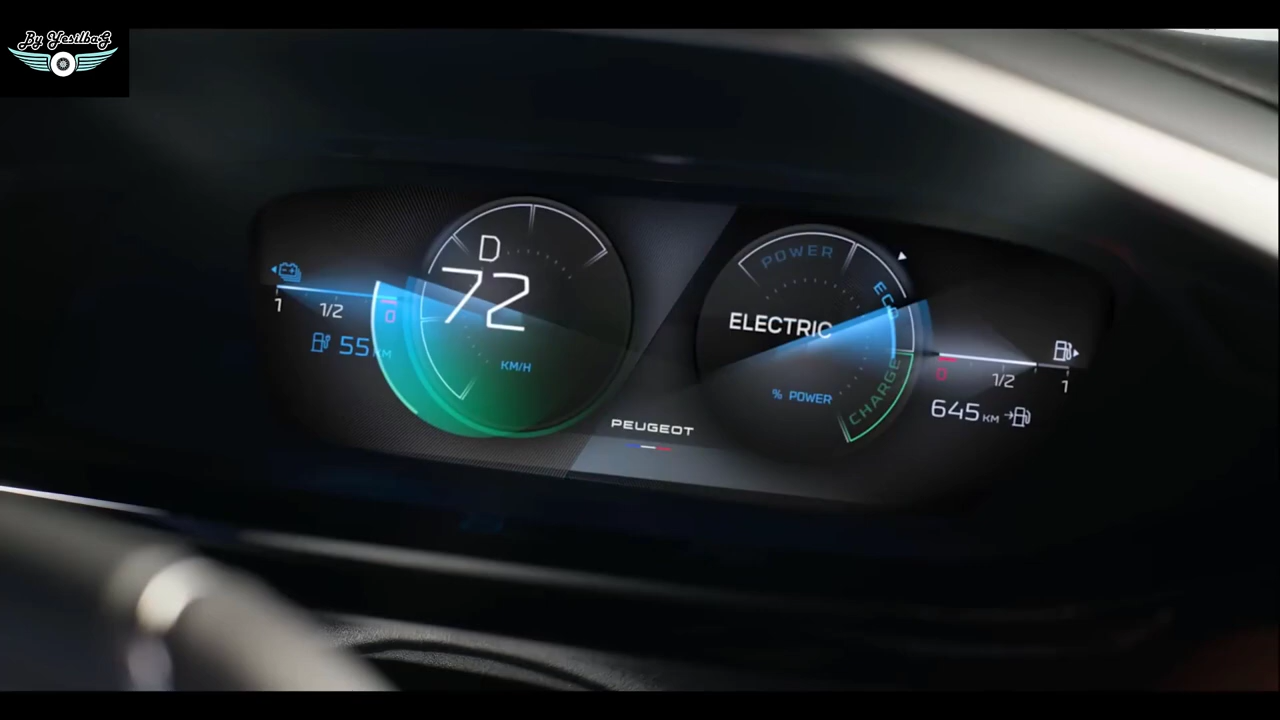 By YesilbaG
D
72
KM/H
1
1/2
0
55 KM
POWER
ECO
ELECTRIC
CHARGE
% POWER
0
1/2
1
645 KM
PEUGEOT